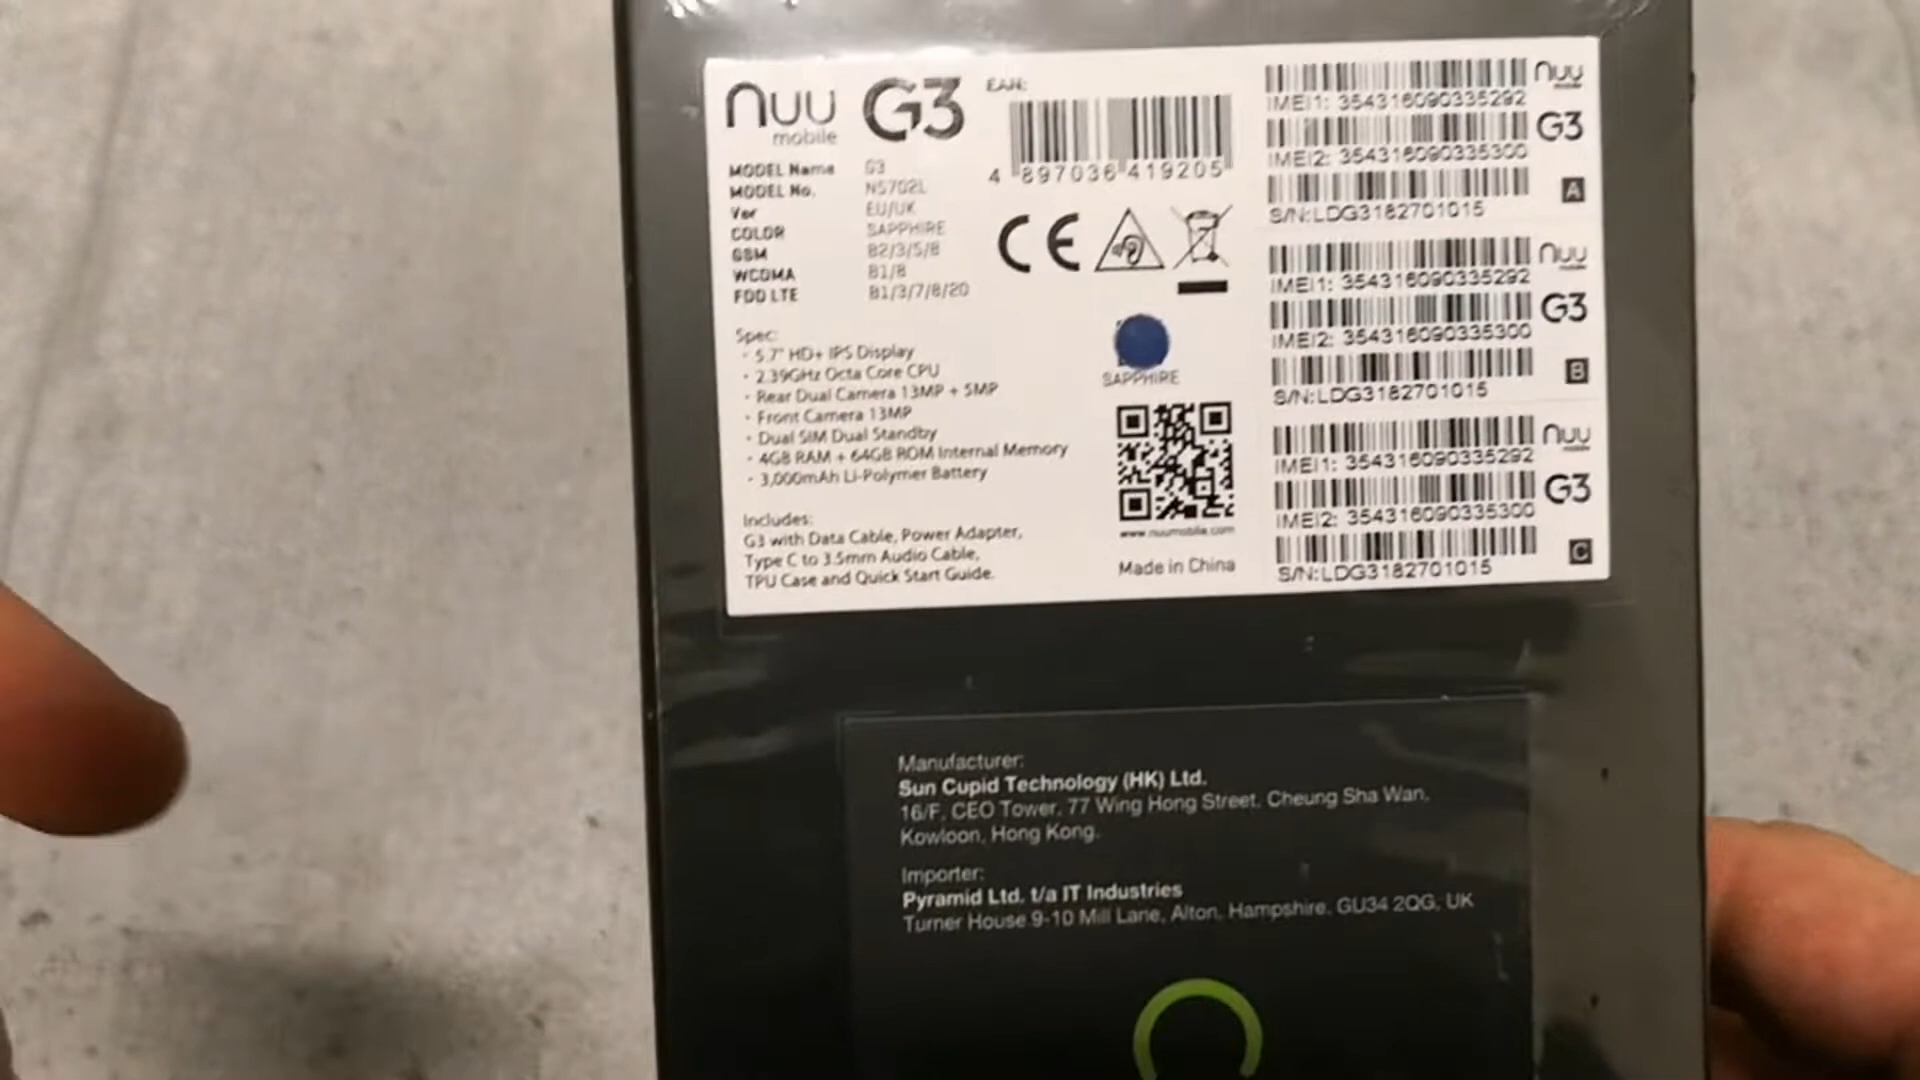 nuu
mobile
G3
EAN:
4 897036 419205
MODEL Name G3
MODEL No. N5702L
Ver EU/UK
COLOR SAPPHIRE
GSM B2/3/5/8
WCDMA B1/8
FDD LTE B1/3/7/8/20
CE
SAPPHIRE
Spec:
· 5.7" HD+ IPS Display
· 2.39GHz Octa Core CPU
· Rear Dual Camera 13MP + 5MP
· Front Camera 13MP
· Dual SIM Dual Standby
· 4GB RAM + 64GB ROM Internal Memory
· 3,000mAh Li-Polymer Battery
Includes:
G3 with Data Cable, Power Adapter,
Type C to 3.5mm Audio Cable,
TPU Case and Quick Start Guide.
www.nuumobile.com
Made in China
nuu
mobile
IMEI1: 354316090335292
G3
IMEI2: 354316090335300
A
S/N:LDG3182701015
nuu
mobile
IMEI1: 354316090335292
G3
IMEI2: 354316090335300
B
S/N:LDG3182701015
nuu
mobile
IMEI1: 354316090335292
G3
IMEI2: 354316090335300
C
S/N:LDG3182701015
Manufacturer:
Sun Cupid Technology (HK) Ltd.
16/F, CEO Tower, 77 Wing Hong Street, Cheung Sha Wan,
Kowloon, Hong Kong.
Importer:
Pyramid Ltd. t/a IT Industries
Turner House 9-10 Mill Lane, Alton, Hampshire, GU34 2QG, UK